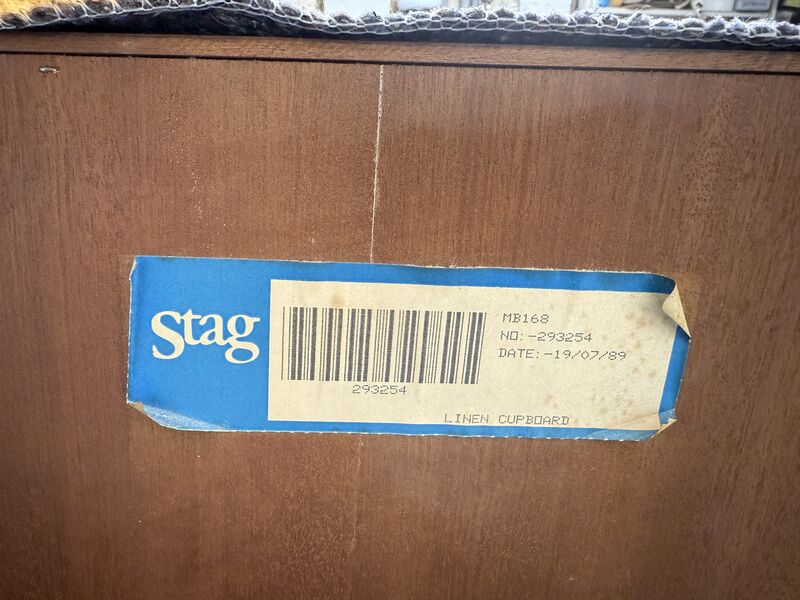 Stag
MB168
NO:-293254
DATE:-19/07/89
293254
LINEN CUPBOARD